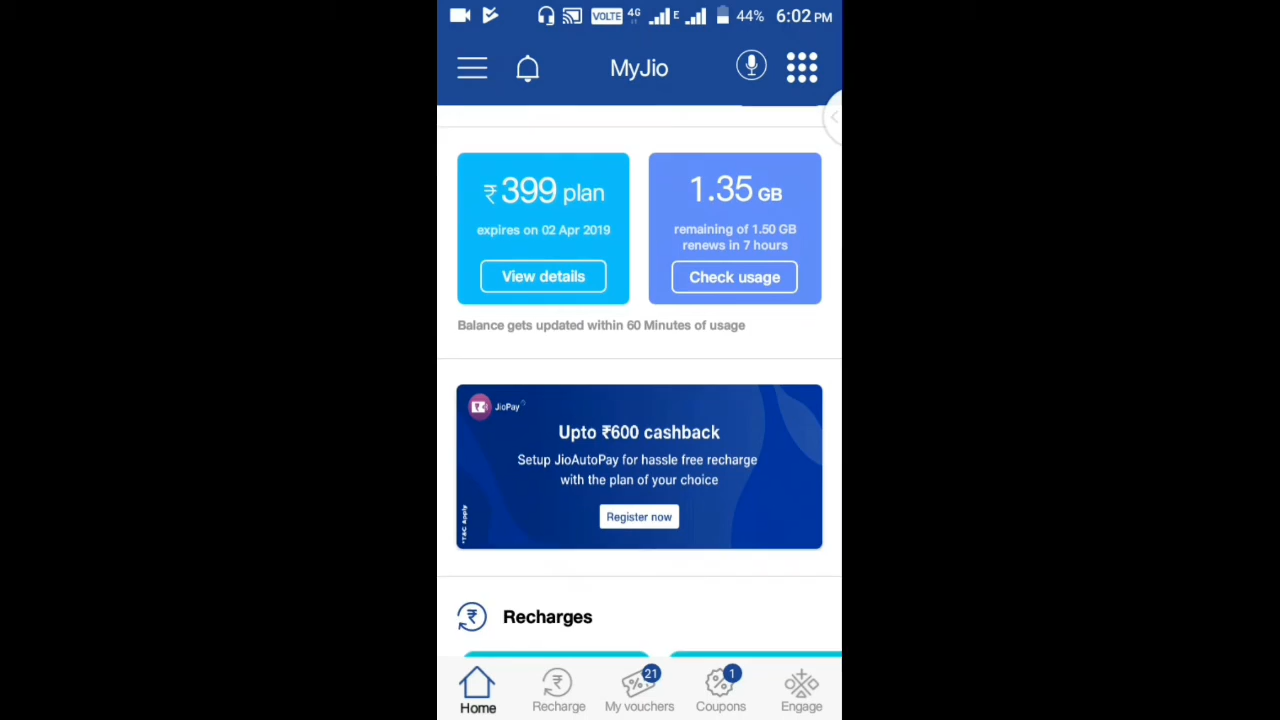 VOLTE 4G E 44% 6:02 PM
MyJio
₹399 plan
expires on 02 Apr 2019
View details
1.35 GB
remaining of 1.50 GB
renews in 7 hours
Check usage
Balance gets updated within 60 Minutes of usage
JioPay
Upto ₹600 cashback
Setup JioAutoPay for hassle free recharge
with the plan of your choice
Register now
*T&C Apply
Recharges
21
1
Home Recharge My vouchers Coupons Engage